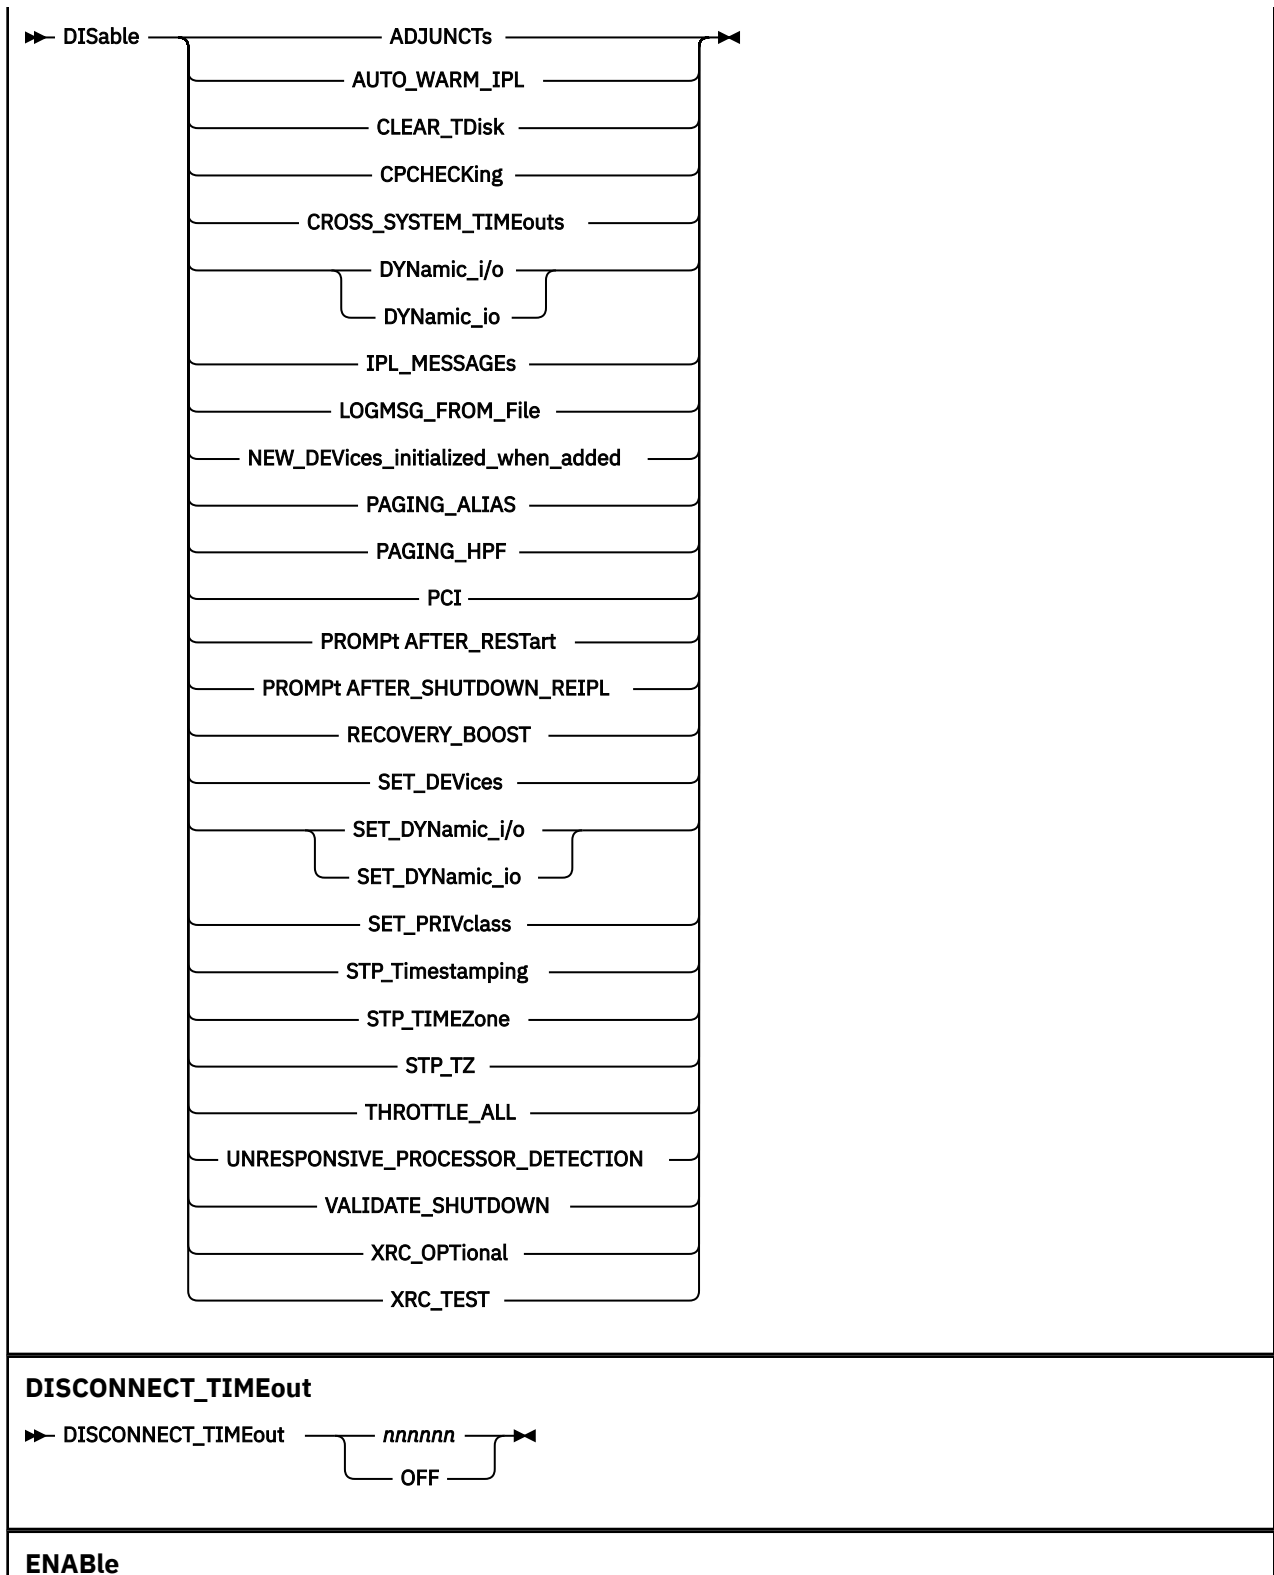 DISable ADJUNCTs
AUTO_WARM_IPL
CLEAR_TDisk
CPCHECKing
CROSS_SYSTEM_TIMEouts
DYNamic_i/o
DYNamic_io
IPL_MESSAGEs
LOGMSG_FROM_File
NEW_DEVices_initialized_when_added
PAGING_ALIAS
PAGING_HPF
PCI
PROMPt AFTER_RESTart
PROMPt AFTER_SHUTDOWN_REIPL
RECOVERY_BOOST
SET_DEVices
SET_DYNamic_i/o
SET_DYNamic_io
SET_PRIVclass
STP_Timestamping
STP_TIMEZone
STP_TZ
THROTTLE_ALL
UNRESPONSIVE_PROCESSOR_DETECTION
VALIDATE_SHUTDOWN
XRC_OPTional
XRC_TEST
DISCONNECT_TIMEout
DISCONNECT_TIMEout nnnnnn
OFF
ENABle